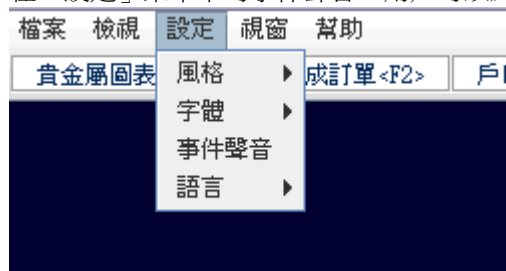 檔案 檢視 設定 視窗 幫助
貴金屬圖表 成訂單<F2>
風格
字體
事件聲音
語言